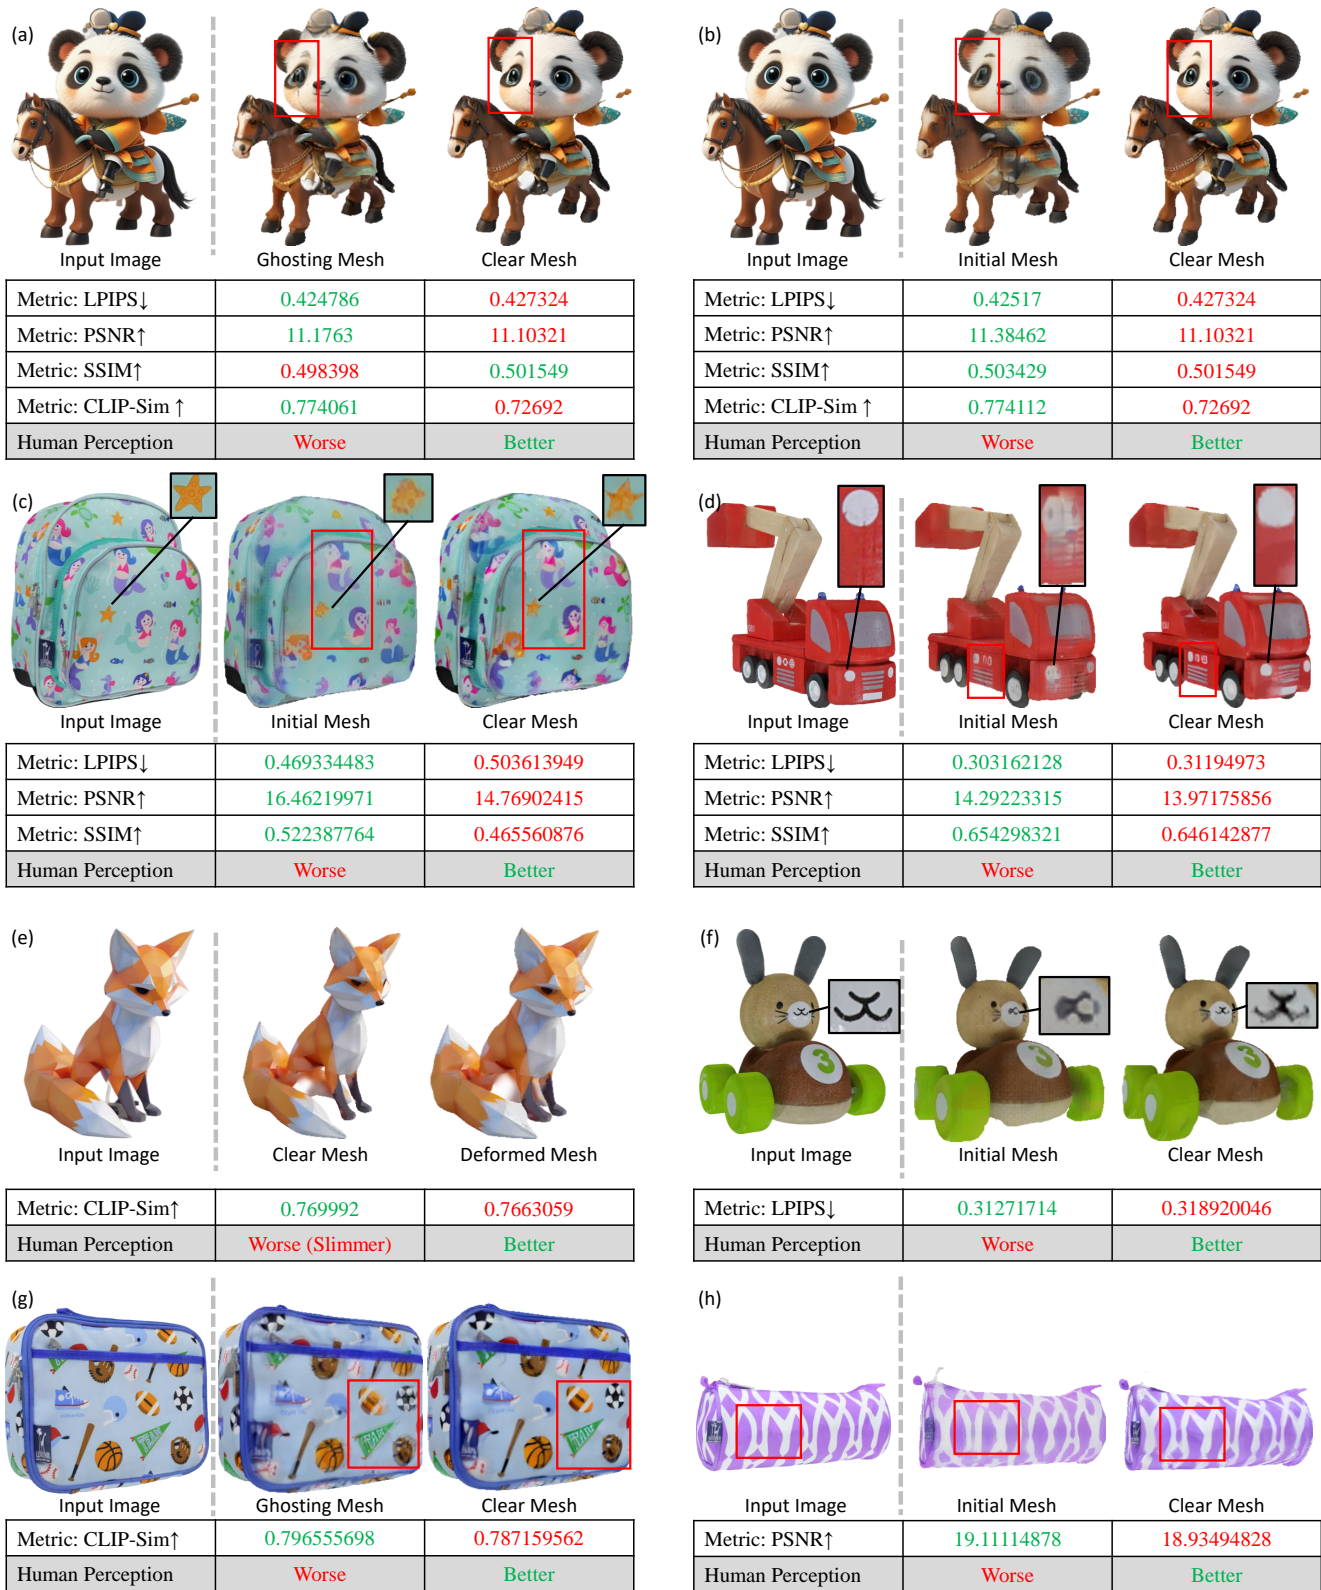 (a)
Input Image Ghosting Mesh Clear Mesh
Metric: LPIPS↓ 0.424786 0.427324
Metric: PSNR↑ 11.1763 11.10321
Metric: SSIM↑ 0.498398 0.501549
Metric: CLIP-Sim ↑ 0.774061 0.72692
Human Perception Worse Better
(b)
Input Image Initial Mesh Clear Mesh
Metric: LPIPS↓ 0.42517 0.427324
Metric: PSNR↑ 11.38462 11.10321
Metric: SSIM↑ 0.503429 0.501549
Metric: CLIP-Sim ↑ 0.774112 0.72692
Human Perception Worse Better
(c)
Input Image Initial Mesh Clear Mesh
Metric: LPIPS↓ 0.469334483 0.503613949
Metric: PSNR↑ 16.46219971 14.76902415
Metric: SSIM↑ 0.522387764 0.465560876
Human Perception Worse Better
(d)
Input Image Initial Mesh Clear Mesh
Metric: LPIPS↓ 0.303162128 0.31194973
Metric: PSNR↑ 14.29223315 13.97175856
Metric: SSIM↑ 0.654298321 0.646142877
Human Perception Worse Better
(e)
Input Image Clear Mesh Deformed Mesh
Metric: CLIP-Sim↑ 0.769992 0.7663059
Human Perception Worse (Slimmer) Better
(f)
3 3 3
Input Image Initial Mesh Clear Mesh
Metric: LPIPS↓ 0.31271714 0.318920046
Human Perception Worse Better
(g)
TEAM
Input Image Ghosting Mesh Clear Mesh
Metric: CLIP-Sim↑ 0.796555698 0.787159562
Human Perception Worse Better
(h)
Input Image Initial Mesh Clear Mesh
Metric: PSNR↑ 19.11114878 18.93494828
Human Perception Worse Better